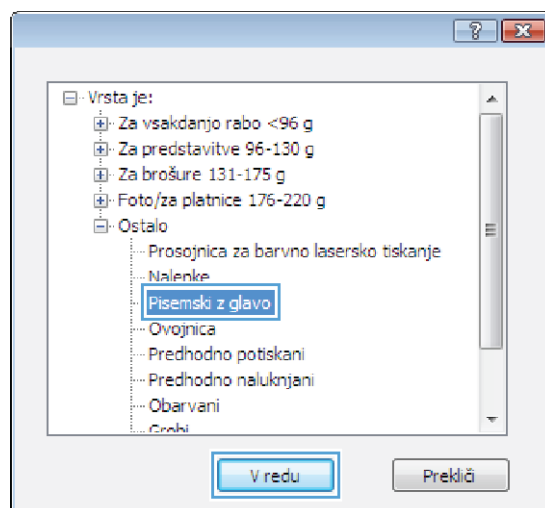 Vrsta je:
Za vsakdanjo rabo <96 g
Za predstavitve 96-130 g
Za brošure 131-175 g
Foto/za platnice 176-220 g
Ostalo
Prosojnica za barvno lasersko tiskanje
Nalepke
Pisemski z glavo
Ovojnica
Predhodno potiskani
Predhodno naluknjani
Obarvani
Grobi
V redu
Prekliči